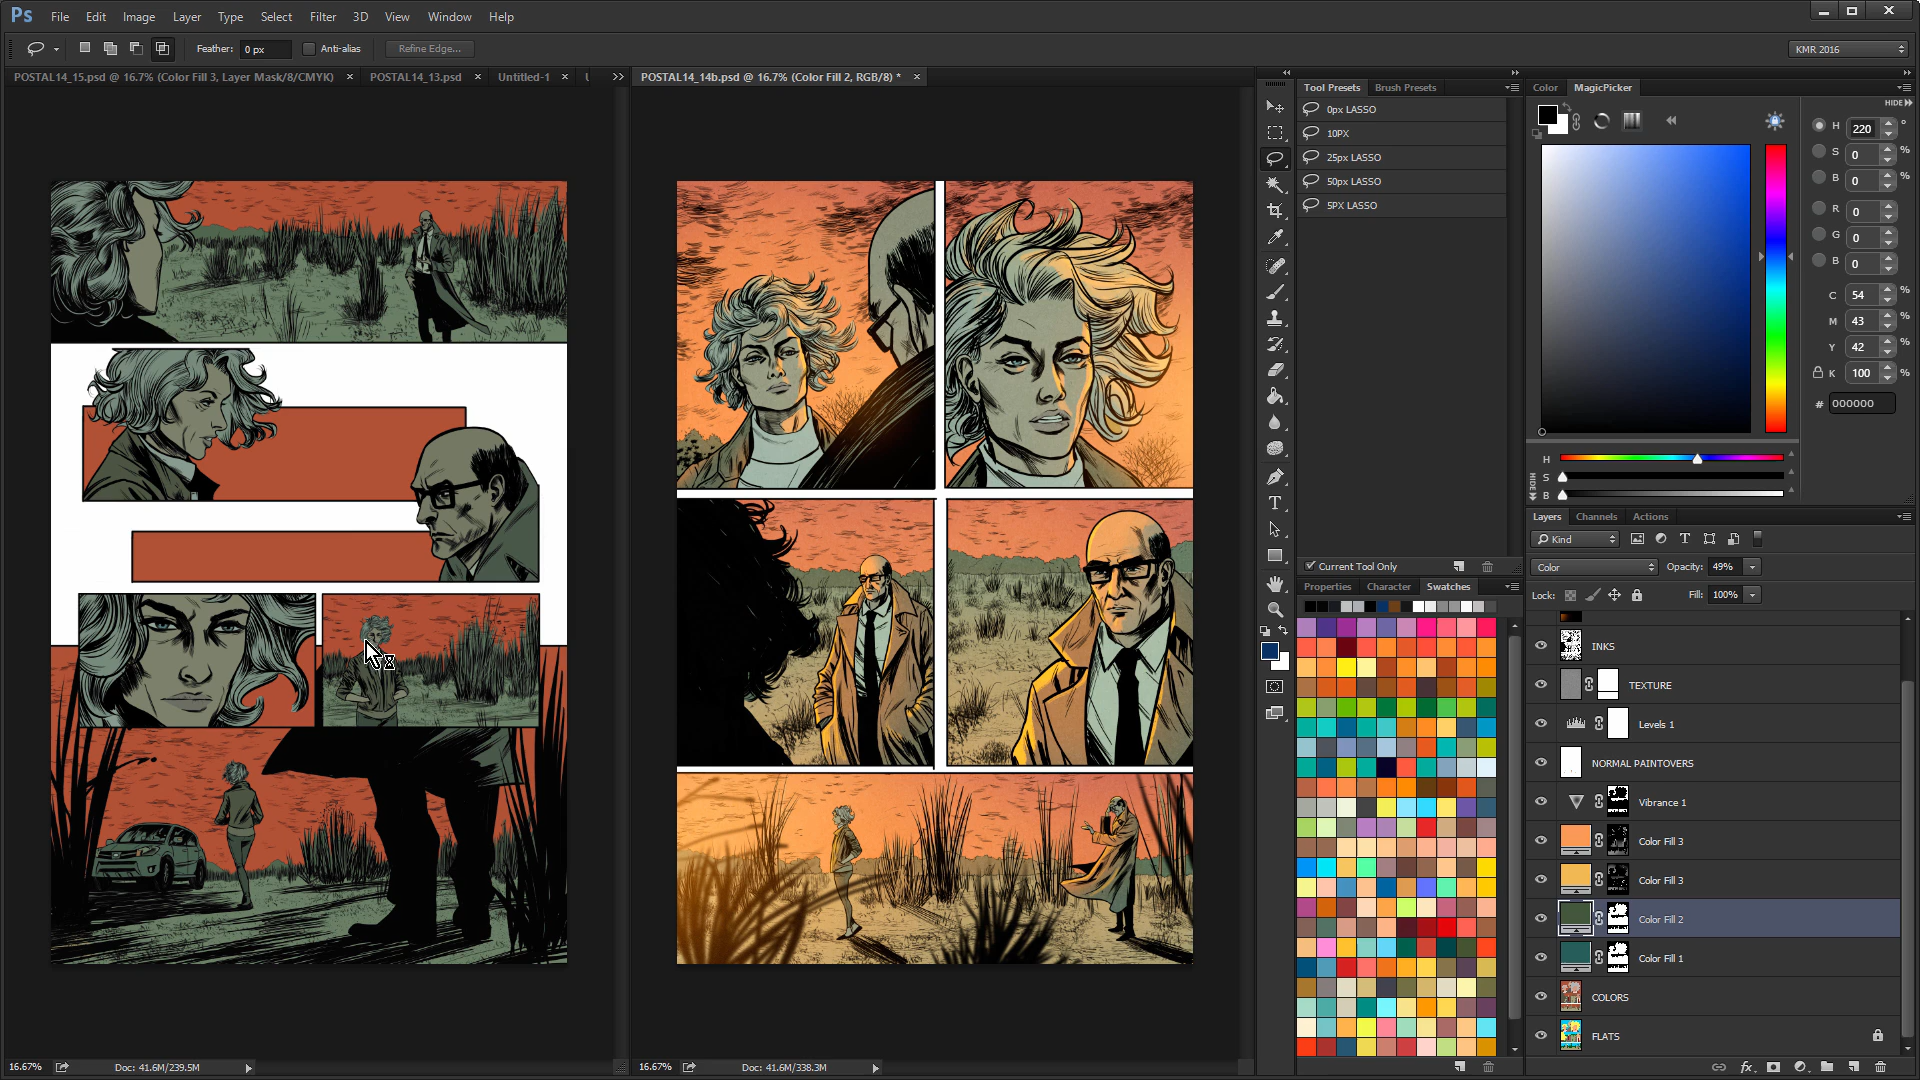 Ps File Edit Image Layer Type Select Filter 3D View Window Help
Feather: 0 px Anti-alias Refine Edge... KMR 2016
POSTAL14_15.psd @ 16.7% (Color Fill 3, Layer Mask/8/CMYK) × POSTAL14_13.psd × Untitled-1 × >> POSTAL14_14b.psd @ 16.7% (Color Fill 2, RGB/8) * ×
Tool Presets Brush Presets
0px LASSO
10PX
25px LASSO
50px LASSO
5PX LASSO
Current Tool Only
Properties Character Swatches
Color MagicPicker
HIDE
H 220 °
S 0 %
B 0 %
R 0
G 0
B 0
C 54 %
M 43 %
Y 42 %
K 100 %
# 000000
HIDE
H
S
B
Layers Channels Actions
Kind
Color Opacity: 49%
Lock: Fill: 100%
INKS
TEXTURE
Levels 1
NORMAL PAINTOVERS
Vibrance 1
Color Fill 3
Color Fill 3
Color Fill 2
Color Fill 1
COLORS
FLATS
fx
16.67% Doc: 41.6M/239.5M
16.67% Doc: 41.6M/338.3M